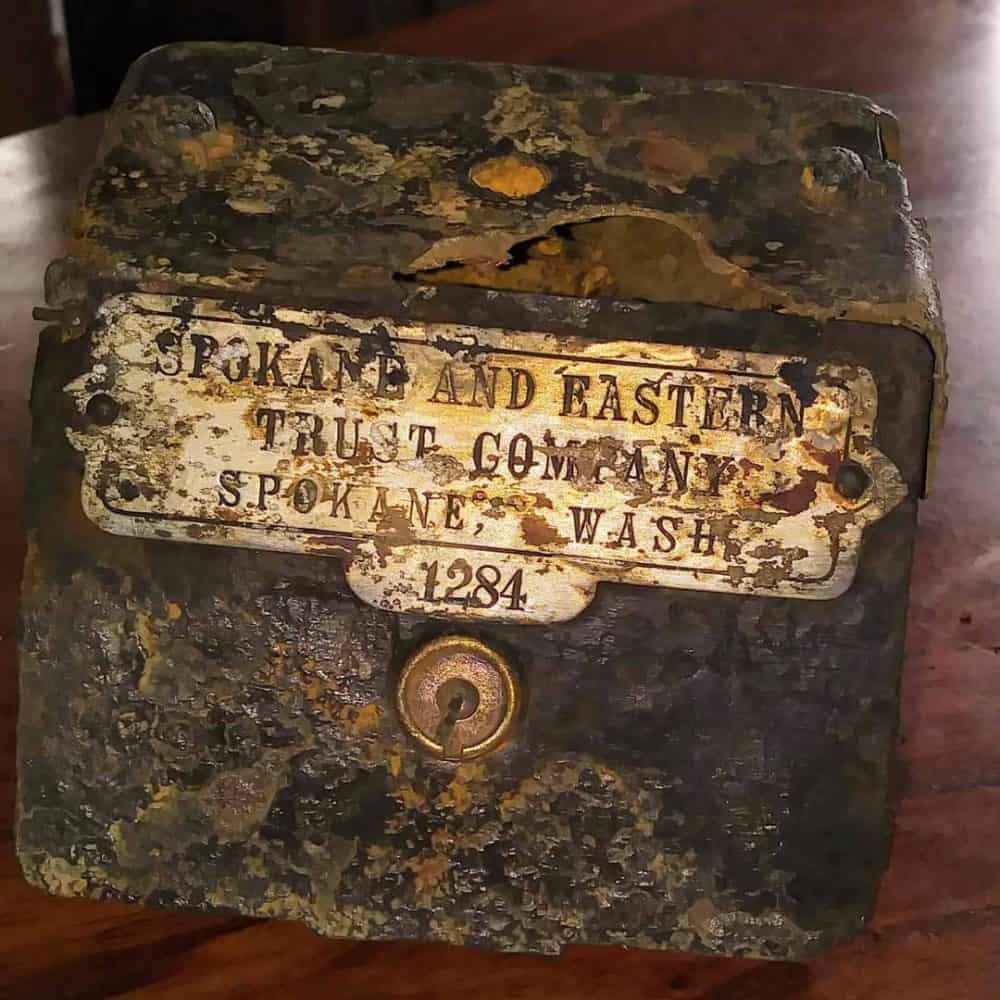 SPOKANE AND EASTERN
TRUST COMPANY
SPOKANE, WASH.
1284